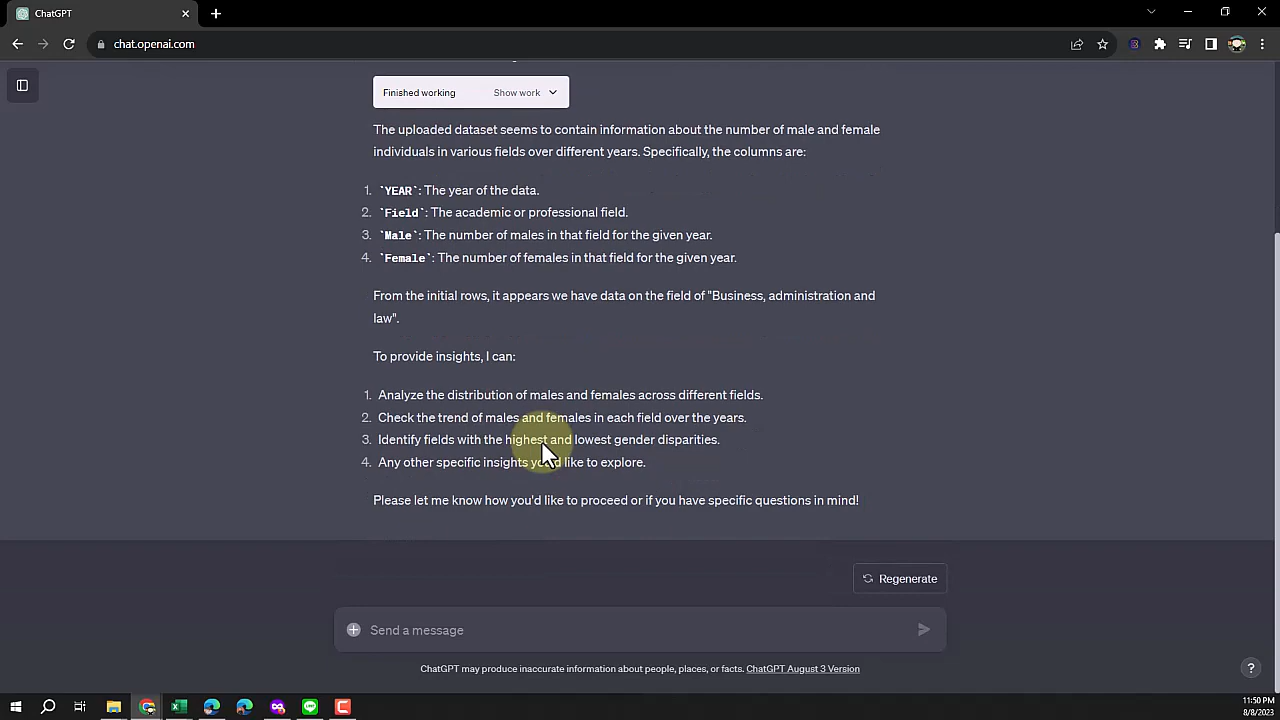 ChatGPT
chat.openai.com
Finished working Show work
The uploaded dataset seems to contain information about the number of male and female
individuals in various fields over different years. Specifically, the columns are:
1. `YEAR`: The year of the data.
2. `Field`: The academic or professional field.
3. `Male`: The number of males in that field for the given year.
4. `Female`: The number of females in that field for the given year.
From the initial rows, it appears we have data on the field of "Business, administration and
law".
To provide insights, I can:
1. Analyze the distribution of males and females across different fields.
2. Check the trend of males and females in each field over the years.
3. Identify fields with the highest and lowest gender disparities.
4. Any other specific insights you'd like to explore.
Please let me know how you'd like to proceed or if you have specific questions in mind!
Regenerate
Send a message
ChatGPT may produce inaccurate information about people, places, or facts. ChatGPT August 3 Version
?
11:50 PM
8/8/2023